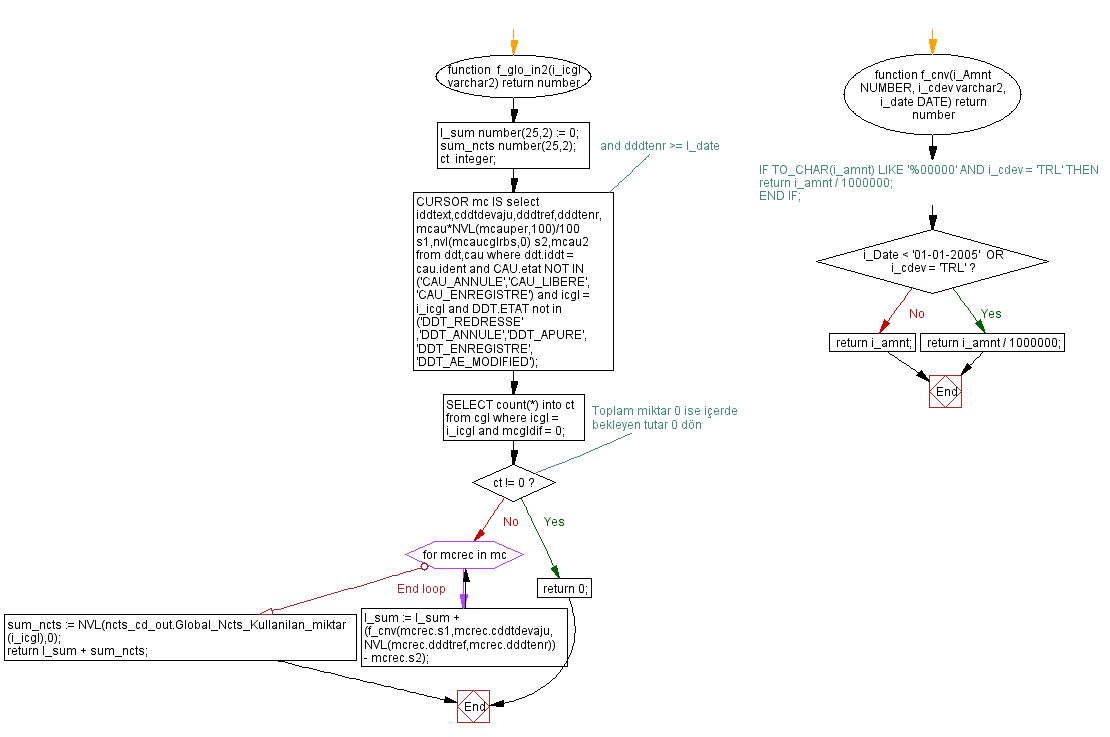 function  f_glo_in2(i_icgl
varchar2) return number
l_sum number(25,2) := 0;
sum_ncts number(25,2);
ct  integer;
and dddtenr >= l_date
CURSOR mc IS select
iddtext,cddtdevaju,dddtref,dddtenr,
mcau*NVL(mcauper,100)/100
s1,nvl(mcaucglrbs,0) s2,mcau2
from ddt,cau where ddt.iddt =
cau.ident and CAU.etat NOT IN
('CAU_ANNULE','CAU_LIBERE',
'CAU_ENREGISTRE') and icgl =
i_icgl and DDT.ETAT not in
('DDT_REDRESSE'
,'DDT_ANNULE','DDT_APURE',
'DDT_ENREGISTRE',
'DDT_AE_MODIFIED');
SELECT count(*) into ct
from cgl where icgl =
i_icgl and mcgldif = 0;
Toplam miktar 0 ise içerde
bekleyen tutar 0 dön
ct != 0 ?
No
Yes
for mcrec in mc
End loop
return 0;
sum_ncts := NVL(ncts_cd_out.Global_Ncts_Kullanilan_miktar
(i_icgl),0);
return l_sum + sum_ncts;
l_sum := l_sum +
(f_cnv(mcrec.s1,mcrec.cddtdevaju,
NVL(mcrec.dddtref,mcrec.dddtenr))
- mcrec.s2);
End
function f_cnv(i_Amnt
NUMBER, i_cdev varchar2,
i_date DATE) return
number
IF TO_CHAR(i_amnt) LIKE '%00000' AND i_cdev = 'TRL' THEN
return i_amnt / 1000000;
END IF;
i_Date < '01-01-2005'  OR
i_cdev = 'TRL' ?
No
Yes
return i_amnt;
return i_amnt / 1000000;
End